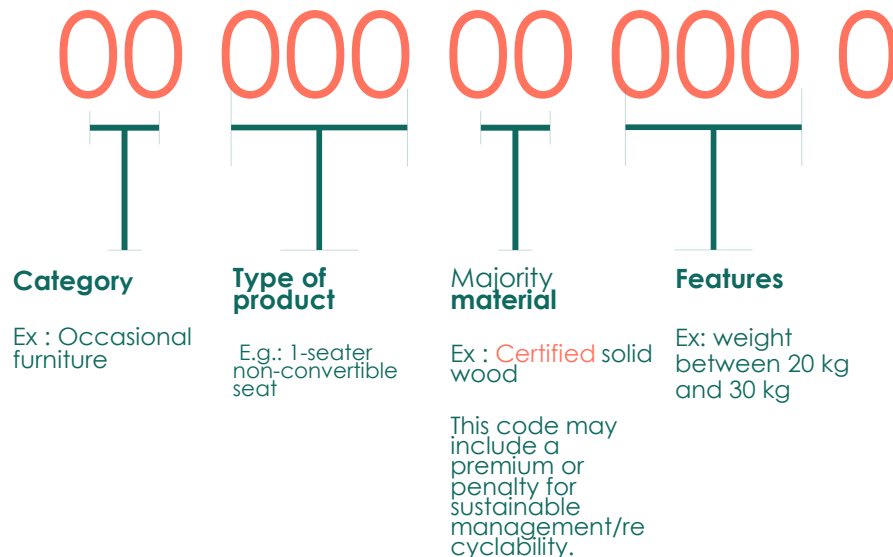 00 000 00 000 0
Category
Ex : Occasional
furniture
Type of
product
E.g.: 1-seater
non-convertible
seat
Majority
material
Ex : Certified solid
wood
This code may
include a
premium or
penalty for
sustainable
management/re
cyclability.
Features
Ex: weight
between 20 kg
and 30 kg